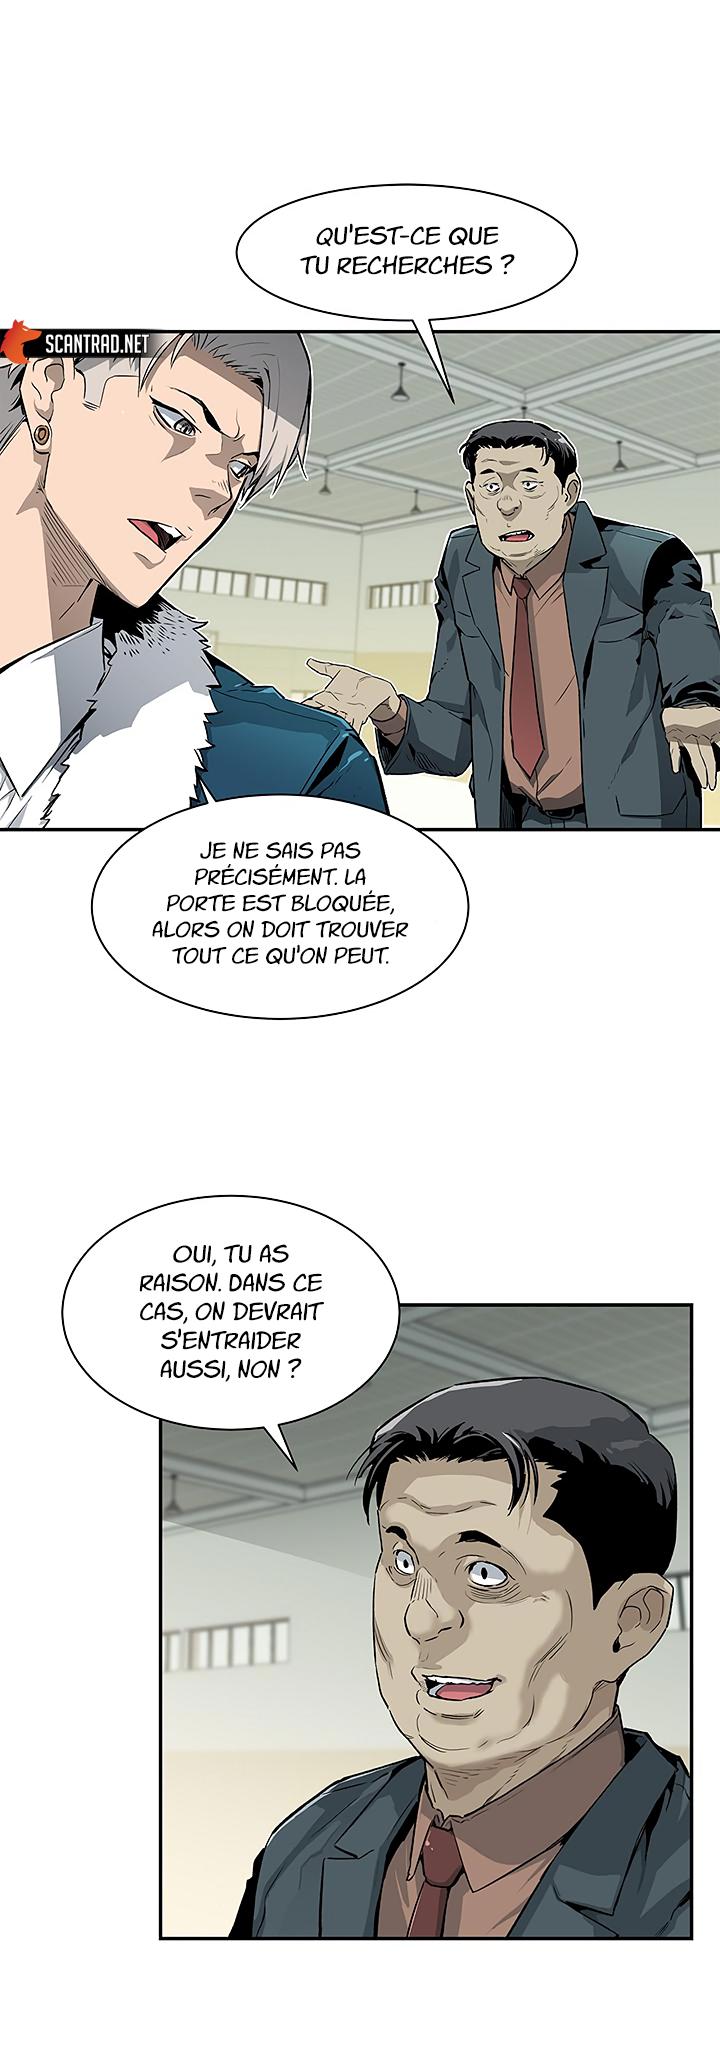 QU'EST-CE QUE
TU RECHERCHES ?
SCANTRAD.NET
JE NE SAIS PAS
PRÉCISÉMENT. LA
PORTE EST BLOQUÉE,
ALORS ON DOIT TROUVER
TOUT CE QU'ON PEUT.
OUI, TU AS
RAISON. DANS CE
CAS, ON DEVRAIT
S'ENTRAIDER
AUSSI, NON ?